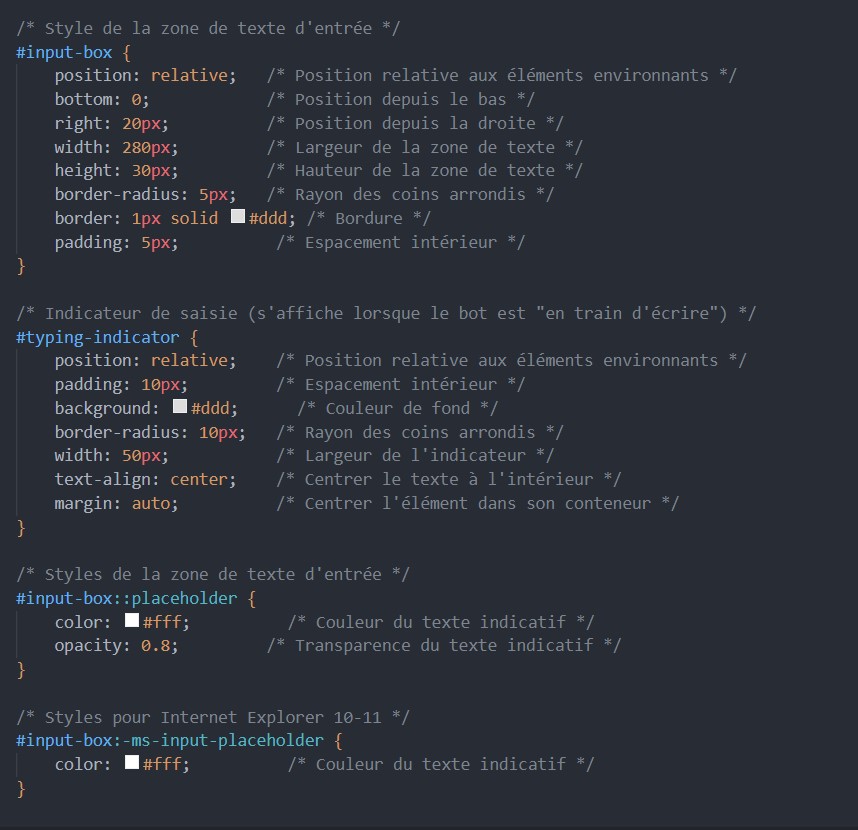 /* Style de la zone de texte d'entrée */
#input-box {
    position: relative;   /* Position relative aux éléments environnants */
    bottom: 0;            /* Position depuis le bas */
    right: 20px;          /* Position depuis la droite */
    width: 280px;         /* Largeur de la zone de texte */
    height: 30px;         /* Hauteur de la zone de texte */
    border-radius: 5px;   /* Rayon des coins arrondis */
    border: 1px solid #ddd; /* Bordure */
    padding: 5px;          /* Espacement intérieur */
}

/* Indicateur de saisie (s'affiche lorsque le bot est "en train d'écrire") */
#typing-indicator {
    position: relative;    /* Position relative aux éléments environnants */
    padding: 10px;         /* Espacement intérieur */
    background: #ddd;      /* Couleur de fond */
    border-radius: 10px;   /* Rayon des coins arrondis */
    width: 50px;           /* Largeur de l'indicateur */
    text-align: center;    /* Centrer le texte à l'intérieur */
    margin: auto;          /* Centrer l'élément dans son conteneur */
}

/* Styles de la zone de texte d'entrée */
#input-box::placeholder {
    color: #fff;          /* Couleur du texte indicatif */
    opacity: 0.8;         /* Transparence du texte indicatif */
}

/* Styles pour Internet Explorer 10-11 */
#input-box:-ms-input-placeholder {
    color: #fff;          /* Couleur du texte indicatif */
}